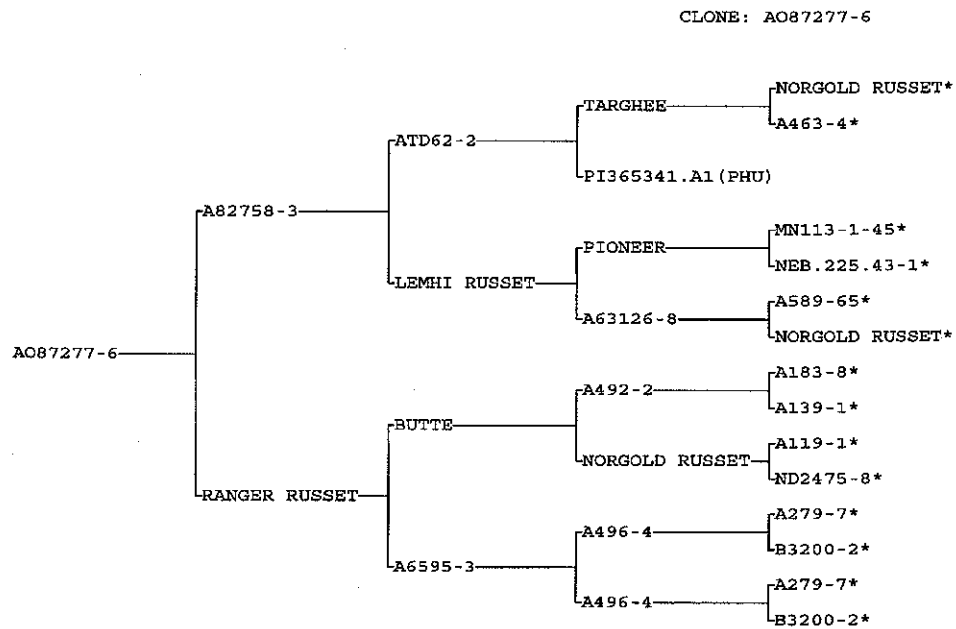 CLONE: AO87277-6
NORGOLD RUSSET*
TARGHEE
A463-4*
ATD62-2
PI365341.A1(PHU)
A82758-3
MN113-1-45*
PIONEER
NEB.225.43-1*
LEMHI RUSSET
A589-65*
A63126-8
NORGOLD RUSSET*
AO87277-6
A183-8*
A492-2
A139-1*
BUTTE
A119-1*
NORGOLD RUSSET
ND2475-8*
RANGER RUSSET
A279-7*
A496-4
B3200-2*
A6595-3
A279-7*
A496-4
B3200-2*